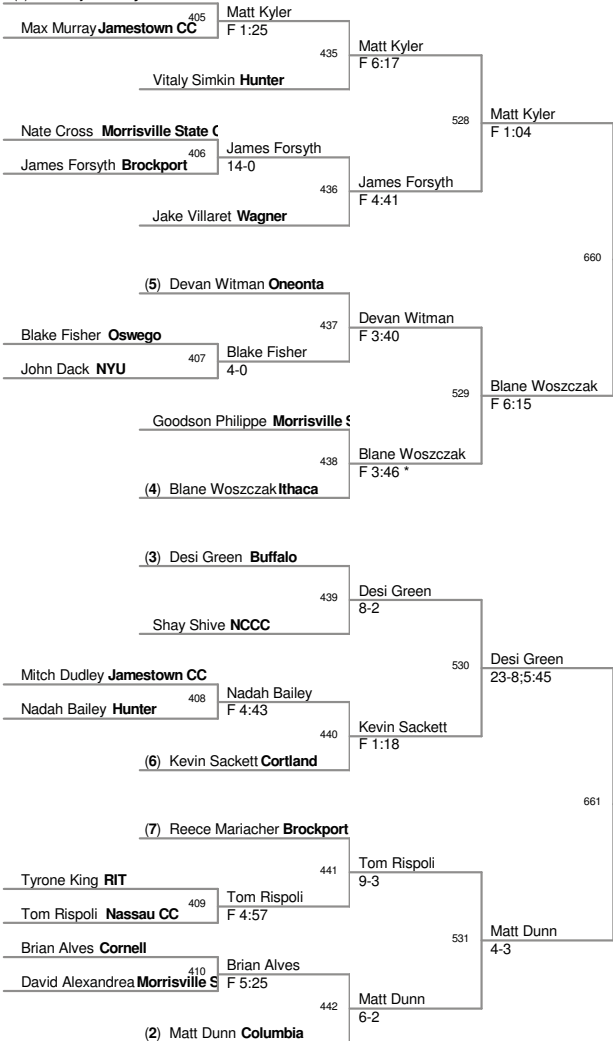 405
Matt Kyler
Max Murray Jamestown CC
F 1:25
435
Matt Kyler
F 6:17
Vitaly Simkin Hunter
528
Matt Kyler
F 1:04
Nate Cross Morrisville State
406
James Forsyth
James Forsyth Brockport
14-0
436
James Forsyth
F 4:41
Jake Villaret Wagner
660
(5) Devan Witman Oneonta
437
Devan Witman
F 3:40
Blake Fisher Oswego
407
Blake Fisher
John Dack NYU
4-0
529
Blane Woszczak
F 6:15
Goodson Philippe Morrisville S
438
Blane Woszczak
F 3:46 *
(4) Blane Woszczak Ithaca
(3) Desi Green Buffalo
439
Desi Green
8-2
Shay Shive NCCC
530
Desi Green
23-8;5:45
Mitch Dudley Jamestown CC
408
Nadah Bailey
Nadah Bailey Hunter
F 4:43
440
Kevin Sackett
F 1:18
(6) Kevin Sackett Cortland
661
(7) Reece Mariacher Brockport
441
Tom Rispoli
9-3
Tyrone King RIT
409
Tom Rispoli
Tom Rispoli Nassau CC
F 4:57
531
Matt Dunn
4-3
Brian Alves Cornell
410
Brian Alves
David Alexandrea Morrisville S
F 5:25
442
Matt Dunn
6-2
(2) Matt Dunn Columbia